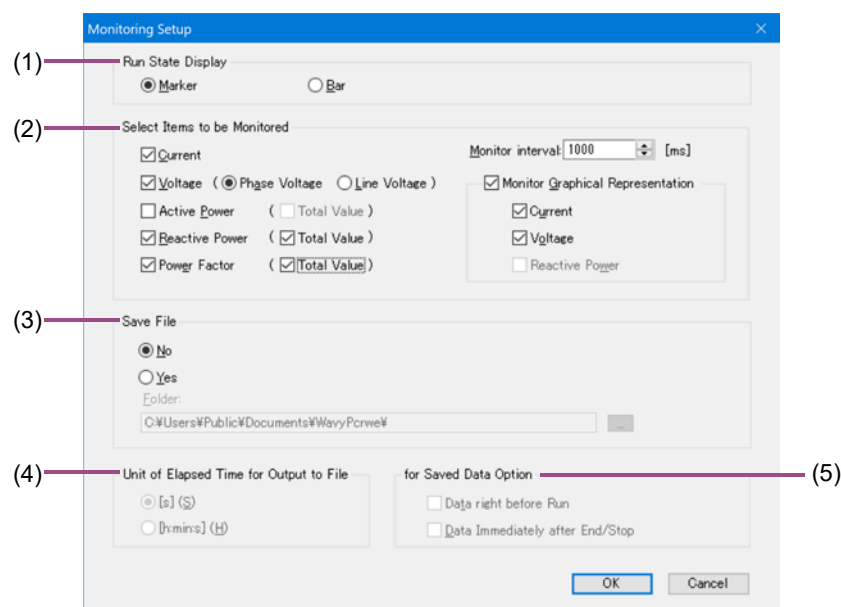 Monitoring Setup
(1)
Run State Display
Marker
Bar
(2)
Select Items to be Monitored
Current
Monitor interval: 1000 [ms]
Voltage ( Phase Voltage Line Voltage )
Monitor Graphical Representation
Active Power ( Total Value )
Current
Reactive Power ( Total Value )
Voltage
Power Factor ( Total Value )
Reactive Power
(3)
Save File
No
Yes
Folder:
C:¥Users¥Public¥Documents¥WavyPcrwe¥
...
(4)
Unit of Elapsed Time for Output to File
[s] (S)
[h:min:s] (H)
for Saved Data Option
(5)
Data right before Run
Data Immediately after End/Stop
OK
Cancel